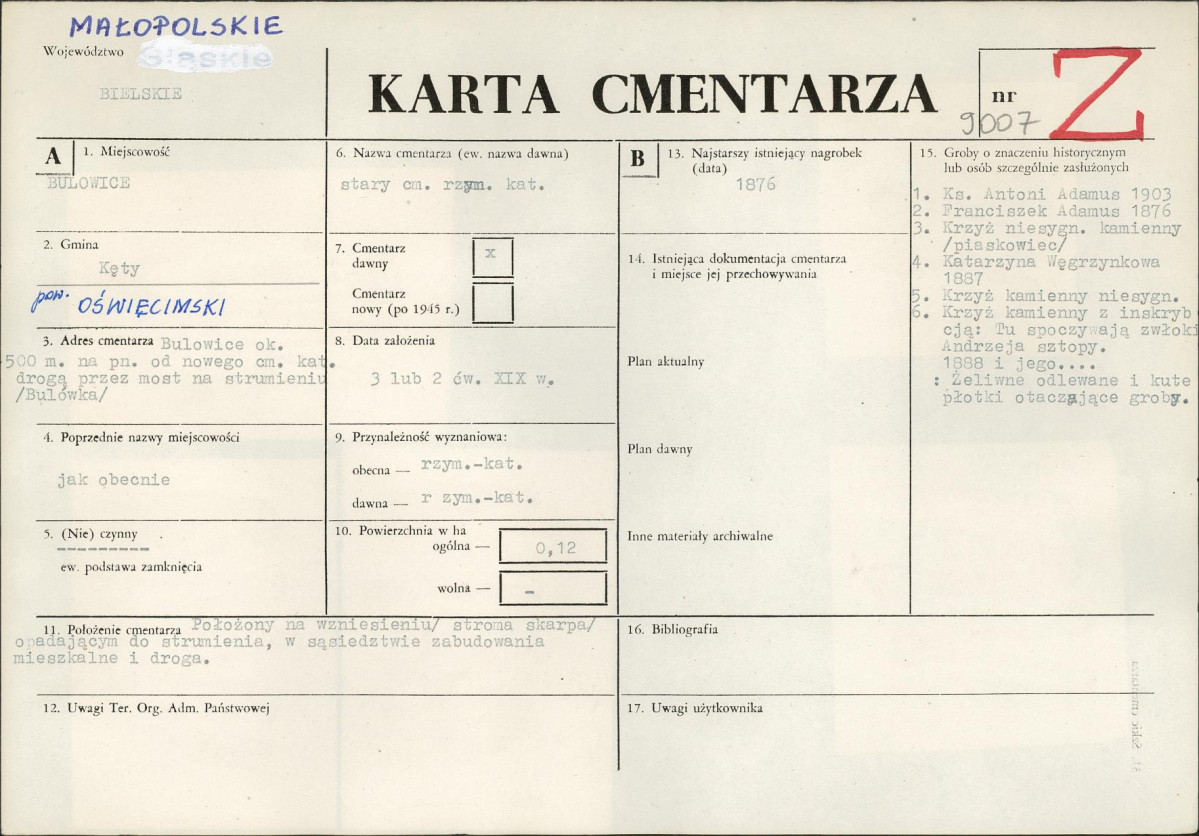 MAŁOPOLSKIE
Województwo Śląskie
BIELSKIE
KARTA CMENTARZA
nr
9007
Z
A
1. Miejscowość
BULOWICE
2. Gmina
Kęty
pow. OŚWIĘCIMSKI
3. Adres cmentarza Bulowice ok.
500 m. na pn. od nowego cm. kat.
drogą przez most na strumieniu
/Bulówka/
4. Poprzednie nazwy miejscowości
jak obecnie
5. (Nie) czynny
ew. podstawa zamknięcia
6. Nazwa cmentarza (ew. nazwa dawna)
stary cm. rzym. kat.
7. Cmentarz
dawny
x
Cmentarz
nowy (po 1945 r.)
8. Data założenia
3 lub 2 ćw. XIX w.
9. Przynależność wyznaniowa:
obecna — rzym.-kat.
dawna — r zym.-kat.
10. Powierzchnia w ha
ogólna — 0,12
wolna — -
11. Położenie cmentarza Położony na wzniesieniu/ stroma skarpa/
opadającym do strumienia, w sąsiedztwie zabudowania
mieszkalne i droga.
12. Uwagi Ter. Org. Adm. Państwowej
B
13. Najstarszy istniejący nagrobek
(data)
1876
14. Istniejąca dokumentacja cmentarza
i miejsce jej przechowywania
Plan aktualny
Plan dawny
Inne materiały archiwalne
15. Groby o znaczeniu historycznym
lub osób szczególnie zasłużonych
1. Ks. Antoni Adamus 1903
2. Franciszek Adamus 1876
3. Krzyż niesygn. kamienny
/piaskowiec/
4. Katarzyna Węgrzynkowa
1887
5. Krzyż kamienny niesygn.
6. Krzyż kamienny z inskryb
cją: Tu spoczywają zwłoki
Andrzeja sztopy.
1888 i jego....
: Żeliwne odlewane i kute
płotki otaczające groby.
16. Bibliografia
17. Uwagi użytkownika